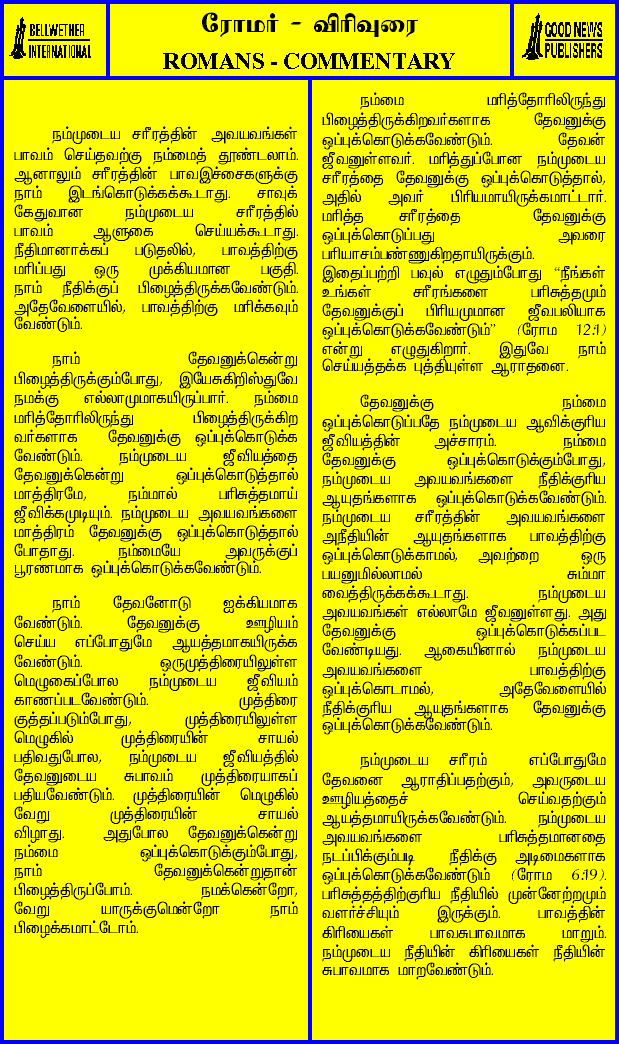 BELLWETHER
INTERNATIONAL
ரோமர் - விரிவுரை
ROMANS - COMMENTARY
GOOD NEWS
PUBLISHERS
நம்முடைய சரீரத்தின் அவயவங்கள்
பாவம் செய்தவற்கு நம்மைத் தூண்டலாம்.
ஆனாலும் சரீரத்தின் பாவஇச்சைகளுக்கு
நாம் இடங்கொடுக்கக்கூடாது. சாவுக்
கேதுவான நம்முடைய சரீரத்தில்
பாவம் ஆளுகை செய்யக்கூடாது.
நீதிமானாக்கப் படுதலில், பாவத்திற்கு
மரிப்பது ஒரு முக்கியமான பகுதி.
நாம் நீதிக்குப் பிழைத்திருக்கவேண்டும்.
அதேவேளையில், பாவத்திற்கு மரிக்கவும்
வேண்டும்.
நாம் தேவனுக்கென்று
பிழைத்திருக்கும்போது, இயேசுகிறிஸ்துவே
நமக்கு எல்லாமுமாகயிருப்பார். நம்மை
மரித்தோரிலிருந்து பிழைத்திருக்கிற
வர்களாக தேவனுக்கு ஒப்புக்கொடுக்க
வேண்டும். நம்முடைய ஜீவியத்தை
தேவனுக்கென்று ஒப்புக்கொடுத்தால்
மாத்திரமே, நம்மால் பரிசுத்தமாய்
ஜீவிக்கமுடியும். நம்முடைய அவயவங்களை
மாத்திரம் தேவனுக்கு ஒப்புக்கொடுத்தால்
போதாது. நம்மையே அவருக்குப்
பூரணமாக ஒப்புக்கொடுக்கவேண்டும்.
நாம் தேவனோடு ஐக்கியமாக
வேண்டும். தேவனுக்கு ஊழியம்
செய்ய எப்போதுமே ஆயத்தமாகயிருக்க
வேண்டும். ஒருமுத்திரையிலுள்ள
மெழுகைப்போல நம்முடைய ஜீவியம்
காணப்படவேண்டும். முத்திரை
குத்தப்படும்போது, முத்திரையிலுள்ள
மெழுகில் முத்திரையின் சாயல்
பதிவதுபோல, நம்முடைய ஜீவியத்தில்
தேவனுடைய சுபாவம் முத்திரையாகப்
பதியவேண்டும். முத்திரையின் மெழுகில்
வேறு முத்திரையின் சாயல்
விழாது. அதுபோல தேவனுக்கென்று
நம்மை ஒப்புக்கொடுக்கும்போது,
நாம் தேவனுக்கென்றுதான்
பிழைத்திருப்போம். நமக்கென்றோ,
வேறு யாருக்குமென்றோ நாம்
பிழைக்கமாட்டோம்.
நம்மை மரித்தோரிலிருந்து
பிழைத்திருக்கிறவர்களாக தேவனுக்கு
ஒப்புக்கொடுக்கவேண்டும். தேவன்
ஜீவனுள்ளவர். மரித்துப்போன நம்முடைய
சரீரத்தை தேவனுக்கு ஒப்புக்கொடுத்தால்,
அதில் அவர் பிரியமாயிருக்கமாட்டார்.
மரித்த சரீரத்தை தேவனுக்கு
ஒப்புக்கொடுப்பது அவரை
பரியாசம்பண்ணுகிறதாயிருக்கும்.
இதைப்பற்றி பவுல் எழுதும்போது “நீங்கள்
உங்கள் சரீரங்களை பரிசுத்தமும்
தேவனுக்குப் பிரியமுமான ஜீவபலியாக
ஒப்புக்கொடுக்கவேண்டும்” (ரோம 12:1)
என்று எழுதுகிறார். இதுவே நாம்
செய்யத்தக்க புத்தியுள்ள ஆராதனை.
தேவனுக்கு நம்மை
ஒப்புக்கொடுப்பதே நம்முடைய ஆவிக்குரிய
ஜீவியத்தின் அச்சாரம். நம்மை
தேவனுக்கு ஒப்புக்கொடுக்கும்போது,
நம்முடைய அவயவங்களை நீதிக்குரிய
ஆயுதங்களாக ஒப்புக்கொடுக்கவேண்டும்.
நம்முடைய சரீரத்தின் அவயவங்களை
அநீதியின் ஆயுதங்களாக பாவத்திற்கு
ஒப்புக்கொடுக்காமல், அவற்றை ஒரு
பயனுமில்லாமல் சும்மா
வைத்திருக்கக்கூடாது. நம்முடைய
அவயவங்கள் எல்லாமே ஜீவனுள்ளது. அது
தேவனுக்கு ஒப்புக்கொடுக்கப்பட
வேண்டியது. ஆகையினால் நம்முடைய
அவயவங்களை பாவத்திற்கு
ஒப்புக்கொடாமல், அதேவேளையில்
நீதிக்குரிய ஆயுதங்களாக தேவனுக்கு
ஒப்புக்கொடுக்கவேண்டும்.
நம்முடைய சரீரம் எப்போதுமே
தேவனை ஆராதிப்பதற்கும், அவருடைய
ஊழியத்தைச் செய்வதற்கும்
ஆயத்தமாயிருக்கவேண்டும். நம்முடைய
அவயவங்களை பரிசுத்தமானதை
நடப்பிக்கும்படி நீதிக்கு அடிமைகளாக
ஒப்புக்கொடுக்கவேண்டும் (ரோம 6:19).
பரிசுத்தத்திற்குரிய நீதியில் முன்னேற்றமும்
வளர்ச்சியும் இருக்கும். பாவத்தின்
கிரியைகள் பாவசுபாவமாக மாறும்.
நம்முடைய நீதியின் கிரியைகள் நீதியின்
சுபாவமாக மாறவேண்டும்.